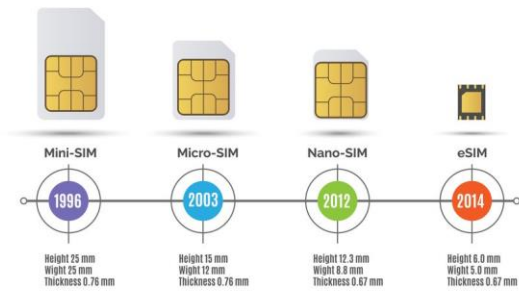 Mini-SIM
Micro-SIM
Nano-SIM
eSIM
1996
2003
2012
2014
Height 25 mm
Wight 25 mm
Thickness 0.76 mm
Height 15 mm
Wight 12 mm
Thickness 0.76 mm
Height 12.3 mm
Wight 8.8 mm
Thickness 0.67 mm
Height 6.0 mm
Wight 5.0 mm
Thickness 0.67 mm